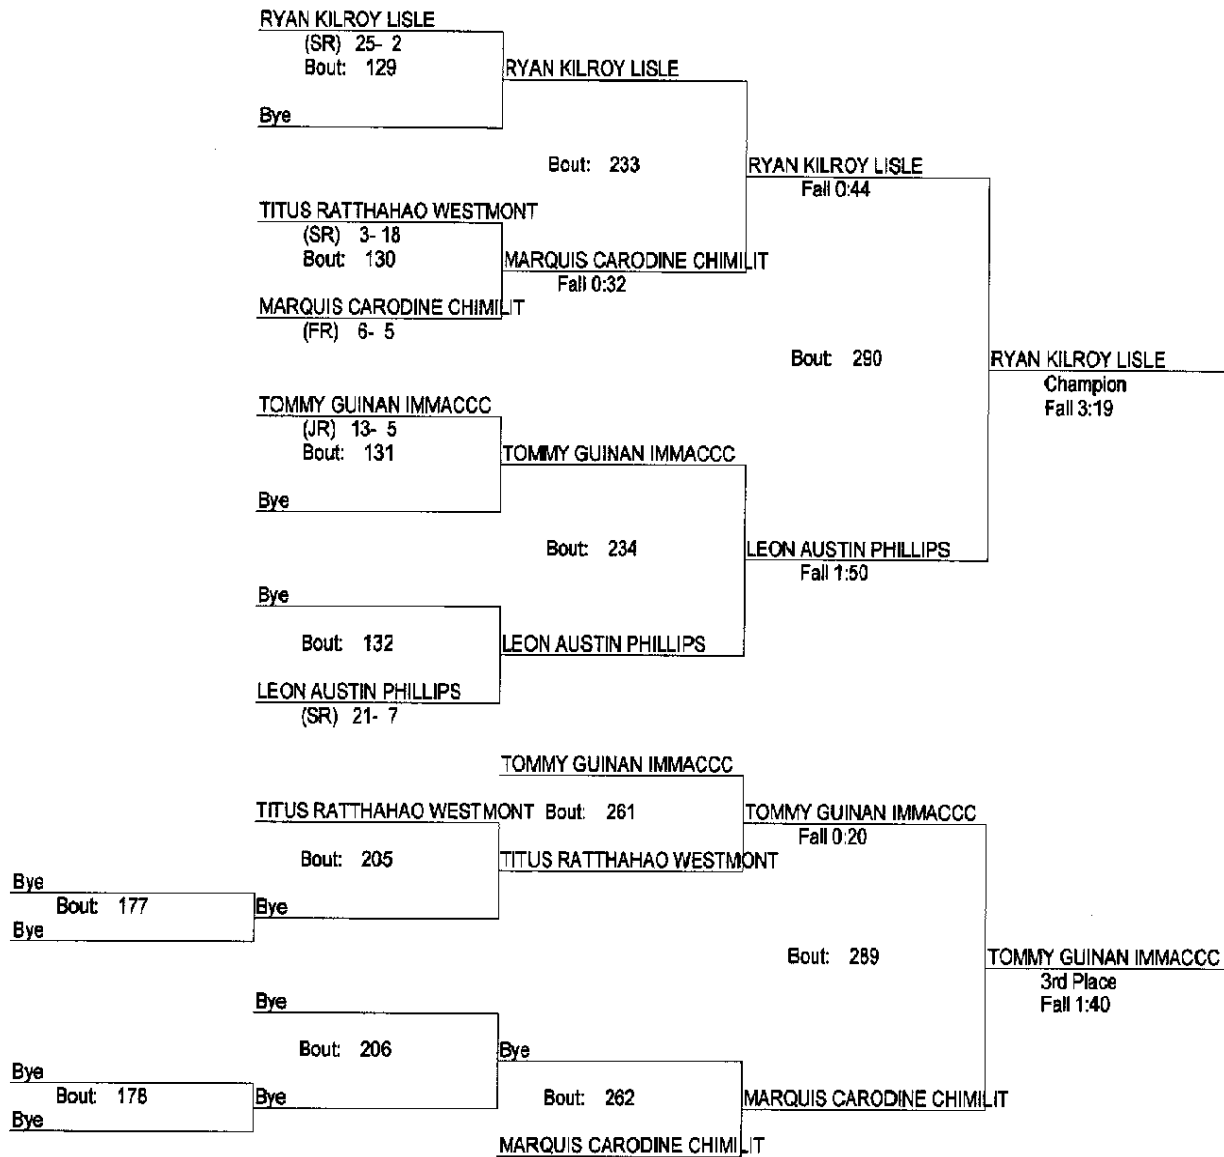 RYAN KILROY LISLE
(SR) 25- 2
Bout: 129
RYAN KILROY LISLE
Bye
Bout: 233
RYAN KILROY LISLE
Fall 0:44
TITUS RATTHAHAO WESTMONT
(SR) 3- 18
Bout: 130
MARQUIS CARODINE CHIMILIT
Fall 0:32
MARQUIS CARODINE CHIMILIT
(FR) 6- 5
Bout: 290
RYAN KILROY LISLE
Champion
Fall 3:19
TOMMY GUINAN IMMACCC
(JR) 13- 5
Bout: 131
TOMMY GUINAN IMMACCC
Bye
Bout: 234
LEON AUSTIN PHILLIPS
Fall 1:50
Bye
Bout: 132
LEON AUSTIN PHILLIPS
LEON AUSTIN PHILLIPS
(SR) 21- 7
TOMMY GUINAN IMMACCC
TITUS RATTHAHAO WESTMONT Bout: 261
TOMMY GUINAN IMMACCC
Fall 0:20
Bout: 205
TITUS RATTHAHAO WESTMONT
Bye
Bout: 177
Bye
Bye
Bout: 289
TOMMY GUINAN IMMACCC
3rd Place
Fall 1:40
Bye
Bout: 206
Bye
Bye
Bout: 178
Bye
Bye
Bout: 262
MARQUIS CARODINE CHIMILIT
MARQUIS CARODINE CHIMILIT